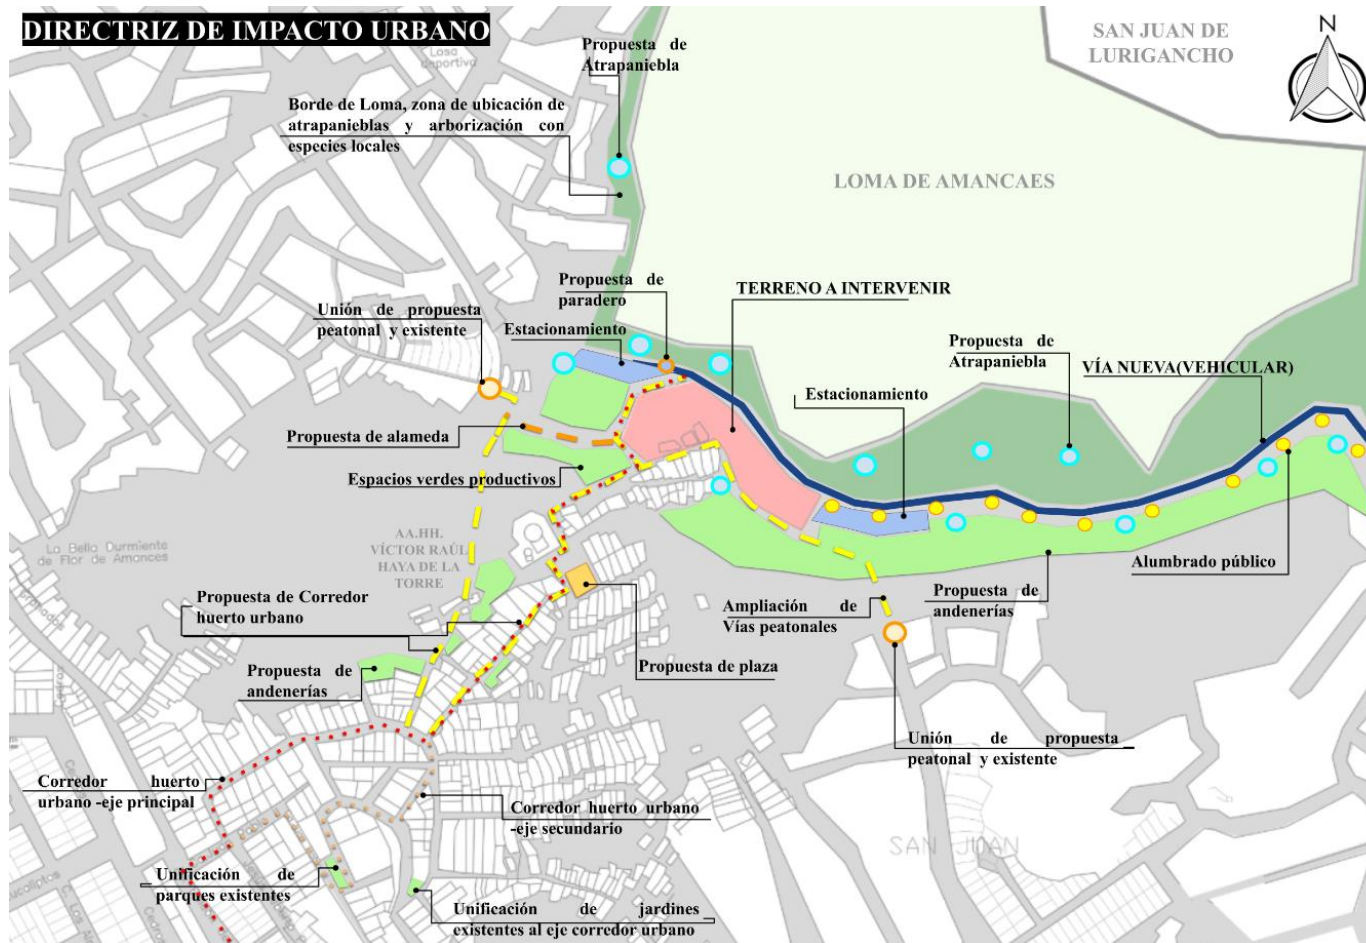 DIRECTRIZ DE IMPACTO URBANO
Propuesta de
Atrapaniebla
SAN JUAN DE
LURIGANCHO
N
Losa
deportiva
Borde de Loma, zona de ubicación de
atrapanieblas y arborización con
especies locales
LOMA DE AMANCAES
Propuesta de
paradero
TERRENO A INTERVENIR
Unión de propuesta
peatonal y existente
Estacionamiento
Propuesta de
Atrapaniebla
VÍA NUEVA(VEHICULAR)
Estacionamiento
Propuesta de alameda
Espacios verdes productivos
AA.HH.
VÍCTOR RAÚL
HAYA DE LA
TORRE
La Bella Durmiente
de Flor de Amancaes
Alumbrado público
Propuesta de
andenerías
Ampliación de
Vías peatonales
Propuesta de Corredor
huerto urbano
Propuesta de plaza
Propuesta de
andenerías
Unión de propuesta
peatonal y existente
Corredor huerto
urbano -eje principal
Corredor huerto urbano
-eje secundario
SAN JUAN
Unificación de
parques existentes
Unificación de jardines
existentes al eje corredor urbano